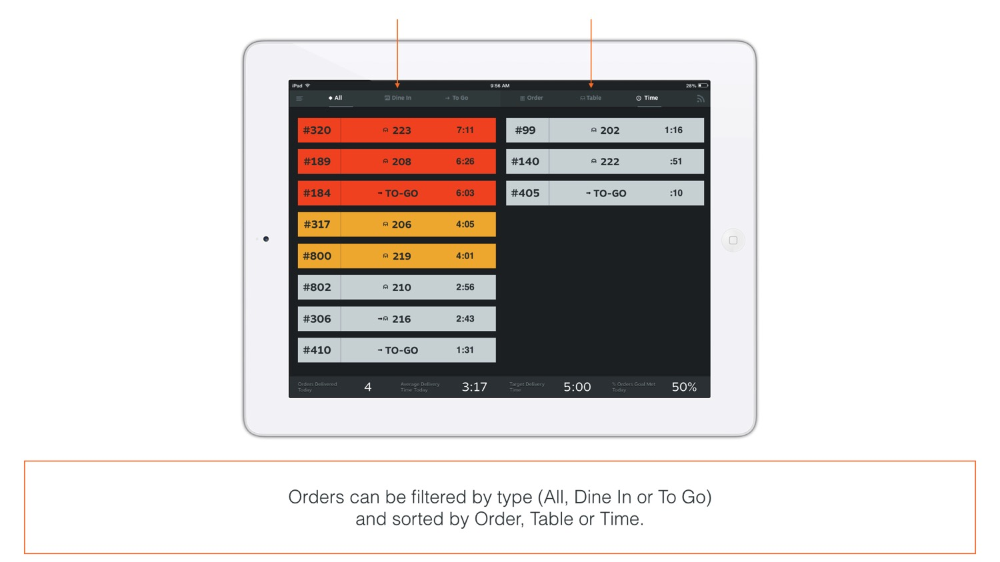 iPad 9:56 AM 28%
All Dine In To Go Order Table Time
#320 223 7:11
#189 208 6:26
#184 TO-GO 6:03
#317 206 4:05
#800 219 4:01
#802 210 2:56
#306 216 2:43
#410 TO-GO 1:31
#99 202 1:16
#140 222 :51
#405 TO-GO :10
Orders Delivered
Today
4
Average Delivery
Time Today
3:17
Target Delivery
Time
5:00
% Orders Goal Met
Today
50%
Orders can be filtered by type (All, Dine In or To Go)
and sorted by Order, Table or Time.